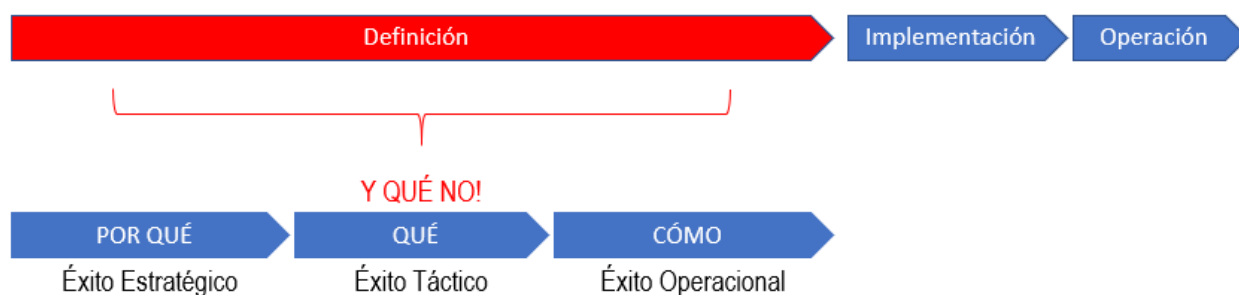 Definición
Implementación
Operación
Y QUÉ NO!
POR QUÉ
QUÉ
CÓMO
Éxito Estratégico
Éxito Táctico
Éxito Operacional